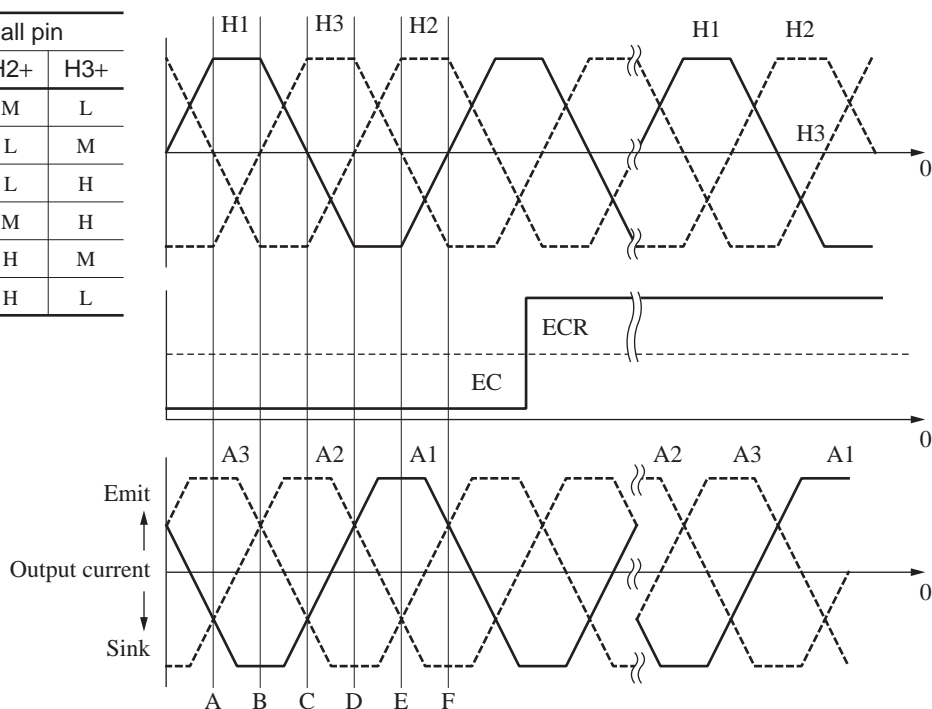 all pin
H2+ H3+
M L
L M
L H
M H
H M
H L
H1 H3 H2 H1 H2
H3
0
ECR
EC
0
A3 A2 A1 A2 A3 A1
Emit
Output current
0
Sink
A B C D E F